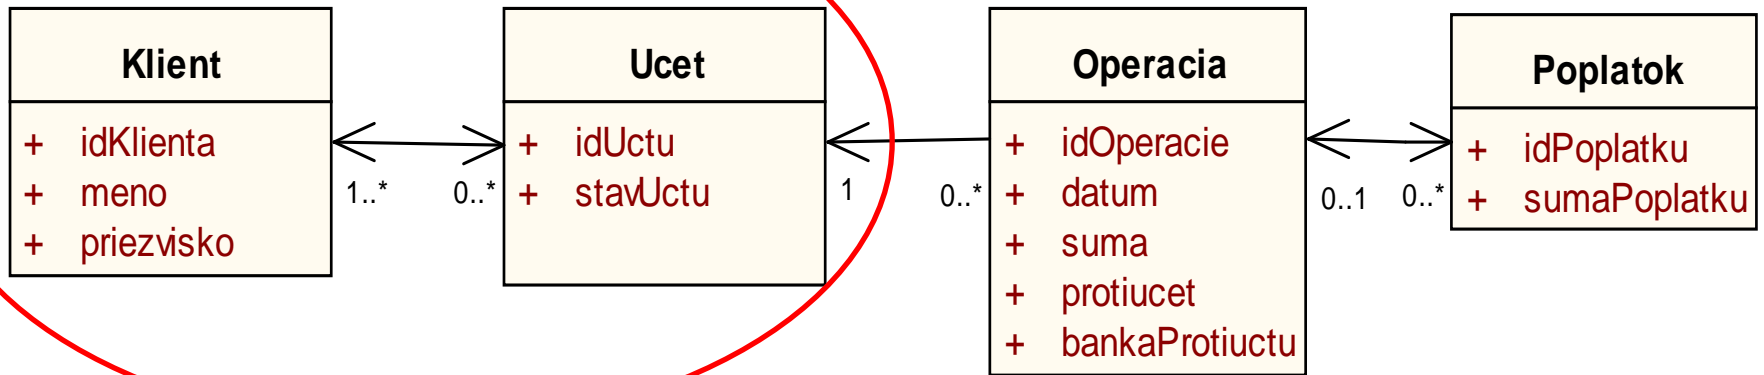 Klient
+ idKlienta
+ meno
+ priezvisko
1..*
0..*
Ucet
+ idUctu
+ stavUctu
1
0..*
Operacia
+ idOperacie
+ datum
+ suma
+ protiucet
+ bankaProtiuctu
0..1
0..*
Poplatok
+ idPoplatku
+ sumaPoplatku